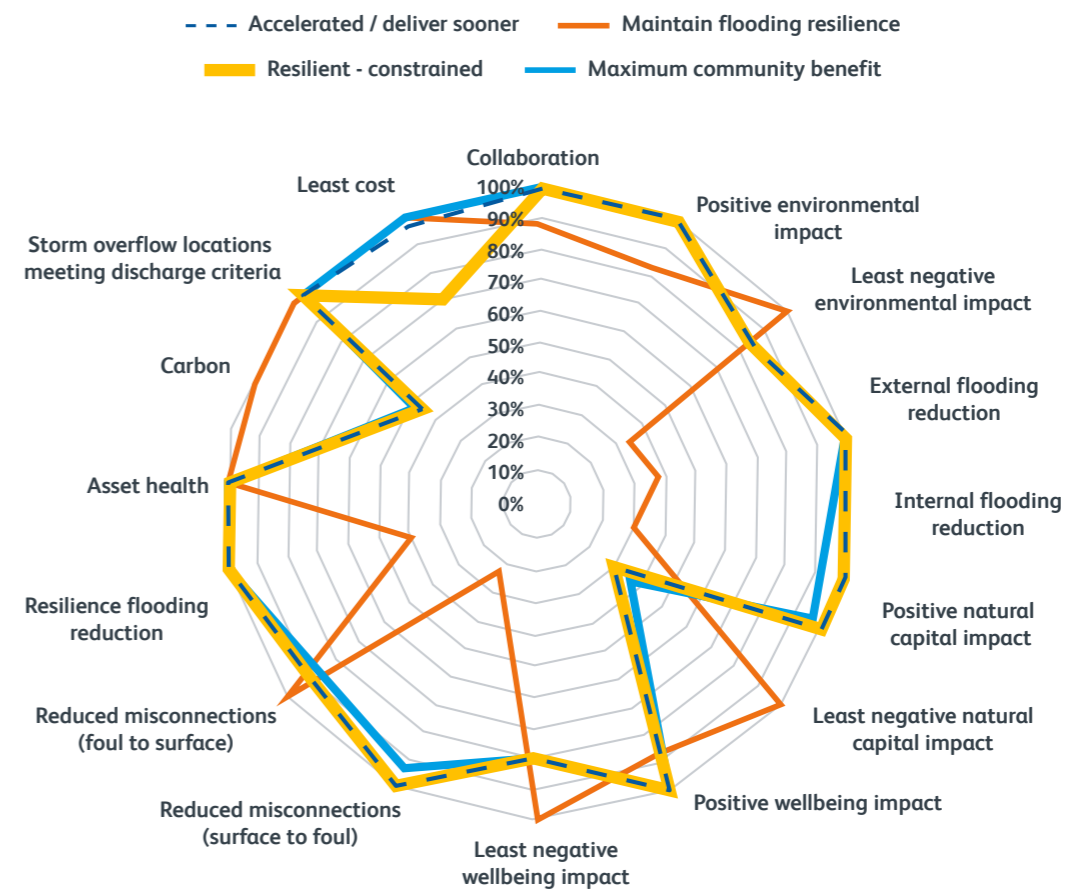 Accelerated / deliver sooner
Maintain flooding resilience
Resilient - constrained
Maximum community benefit
Collaboration
Positive environmental
impact
Least negative
environmental impact
External flooding
reduction
Internal flooding
reduction
Positive natural
capital impact
Least negative natural
capital impact
Positive wellbeing impact
Least negative
wellbeing impact
Reduced misconnections
(surface to foul)
Reduced misconnections
(foul to surface)
Resilience flooding
reduction
Asset health
Carbon
Storm overflow locations
meeting discharge criteria
Least cost
100%
90%
80%
70%
60%
50%
40%
30%
20%
10%
0%